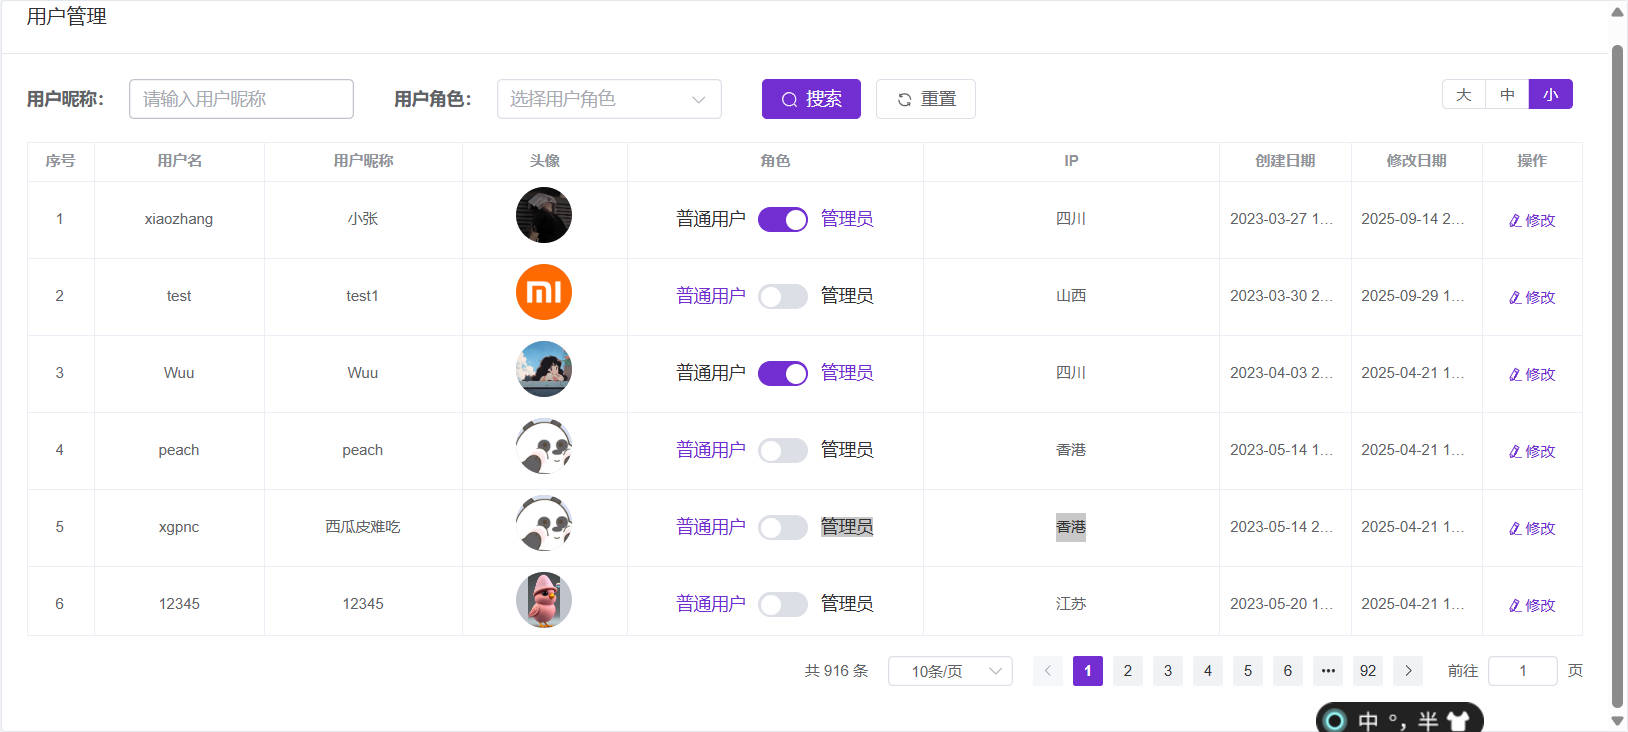 用户管理
用户昵称： 请输入用户昵称 用户角色： 选择用户角色 搜索 重置 大 中 小
序号 用户名 用户昵称 头像 角色 IP 创建日期 修改日期 操作
1 xiaozhang 小张 普通用户 管理员 四川 2023-03-27 1... 2025-09-14 2... 修改
2 test test1 普通用户 管理员 山西 2023-03-30 2... 2025-09-29 1... 修改
3 Wuu Wuu 普通用户 管理员 四川 2023-04-03 2... 2025-04-21 1... 修改
4 peach peach 普通用户 管理员 香港 2023-05-14 1... 2025-04-21 1... 修改
5 xgpnc 西瓜皮难吃 普通用户 管理员 香港 2023-05-14 2... 2025-04-21 1... 修改
6 12345 12345 普通用户 管理员 江苏 2023-05-20 1... 2025-04-21 1... 修改
共 916 条 10条/页 1 2 3 4 5 6 ••• 92 前往 1 页
中 °, 半